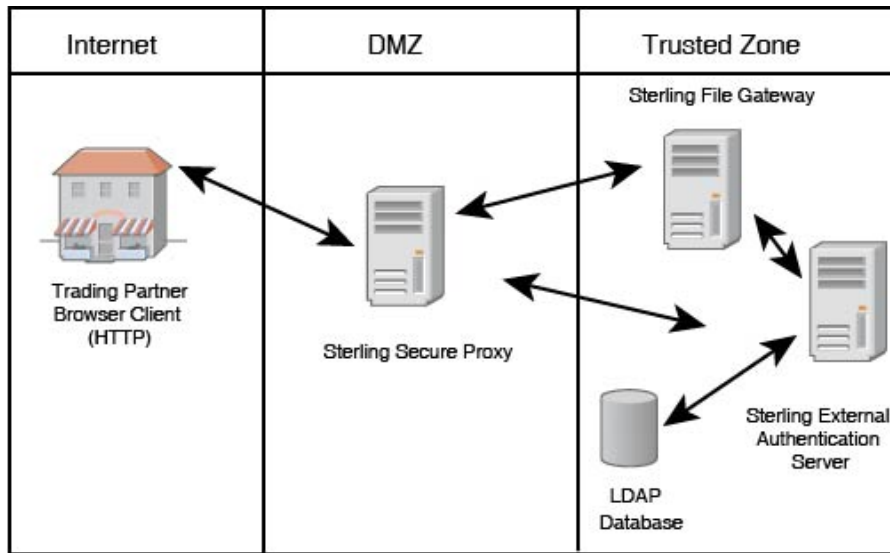 Internet
DMZ
Trusted Zone
Sterling File Gateway
Trading Partner
Browser Client
(HTTP)
Sterling Secure Proxy
Sterling External
Authentication
Server
LDAP
Database